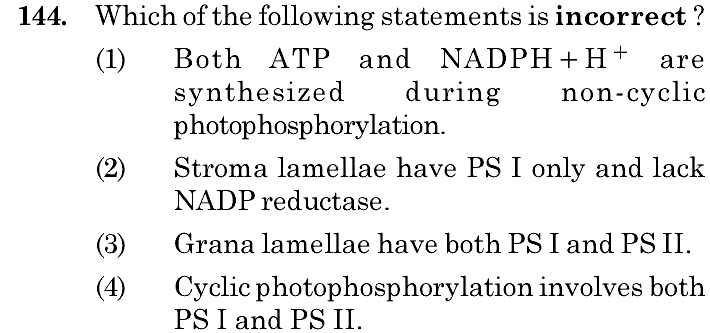 144. Which of the following statements is incorrect ?
(1) Both ATP and NADPH + H⁺ are
synthesized during non-cyclic
photophosphorylation.
(2) Stroma lamellae have PS I only and lack
NADP reductase.
(3) Grana lamellae have both PS I and PS II.
(4) Cyclic photophosphorylation involves both
PS I and PS II.